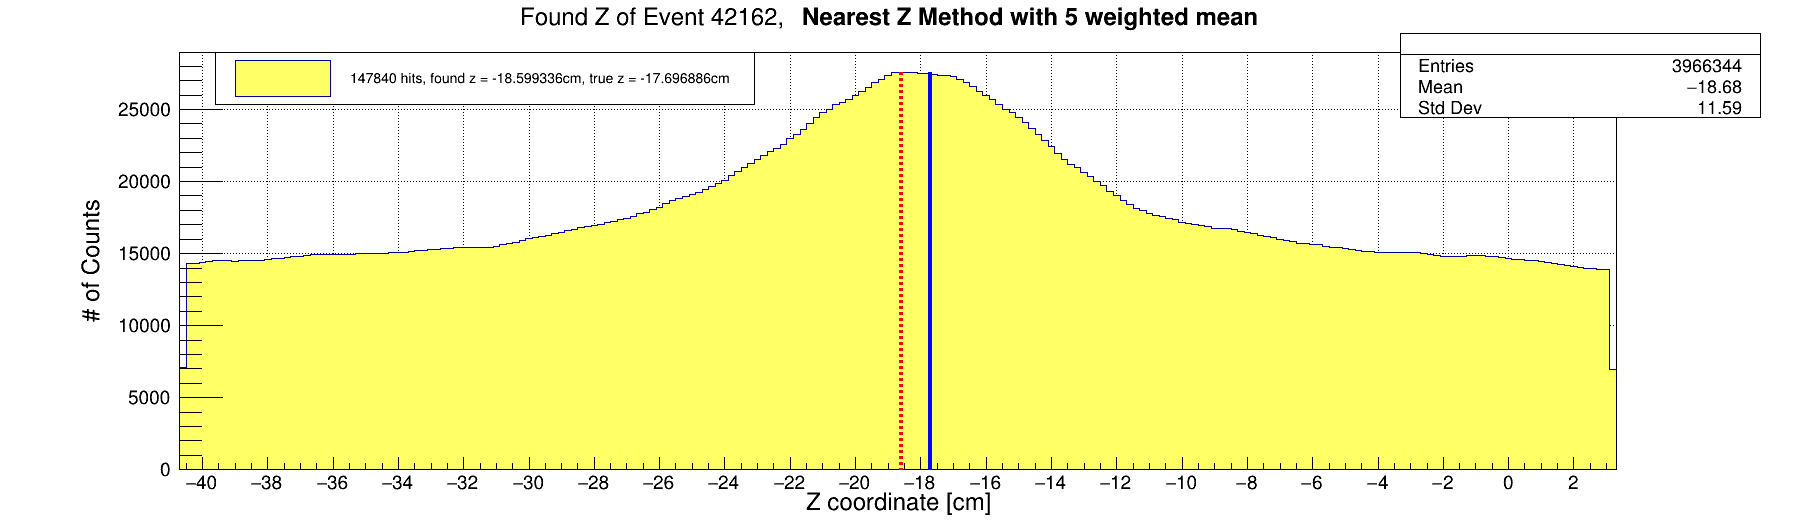 Found Z of Event 42162, Nearest Z Method with 5 weighted mean
147840 hits, found z = -18.599336cm, true z = -17.696886cm
Entries 3966344
Mean −18.68
Std Dev 11.59
# of Counts
25000
20000
15000
10000
5000
0
−40 −38 −36 −34 −32 −30 −28 −26 −24 −22 −20 −18 −16 −14 −12 −10 −8 −6 −4 −2 0 2
Z coordinate [cm]